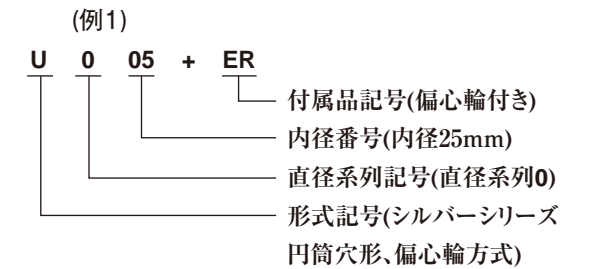 (例1)
U 0 05 + ER
付属品記号(偏心輪付き)
内径番号(内径25mm)
直径系列記号(直径系列0)
形式記号(シルバーシリーズ
円筒穴形、偏心輪方式)